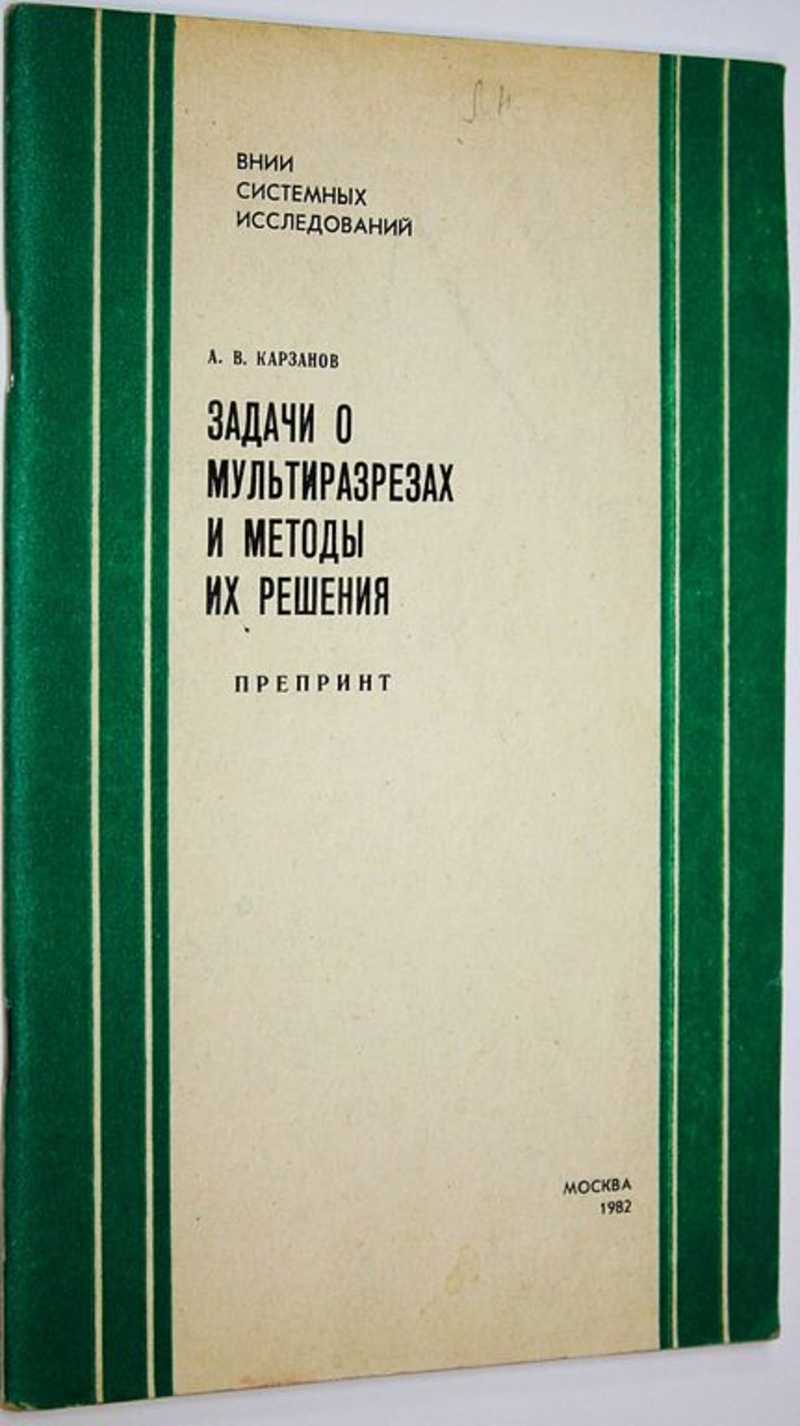 ВНИИ
СИСТЕМНЫХ
ИССЛЕДОВАНИЙ
А. В. КАРЗАНОВ
ЗАДАЧИ О
МУЛЬТИРАЗРЕЗАХ
И МЕТОДЫ
ИХ РЕШЕНИЯ
ПРЕПРИНТ
МОСКВА
1982